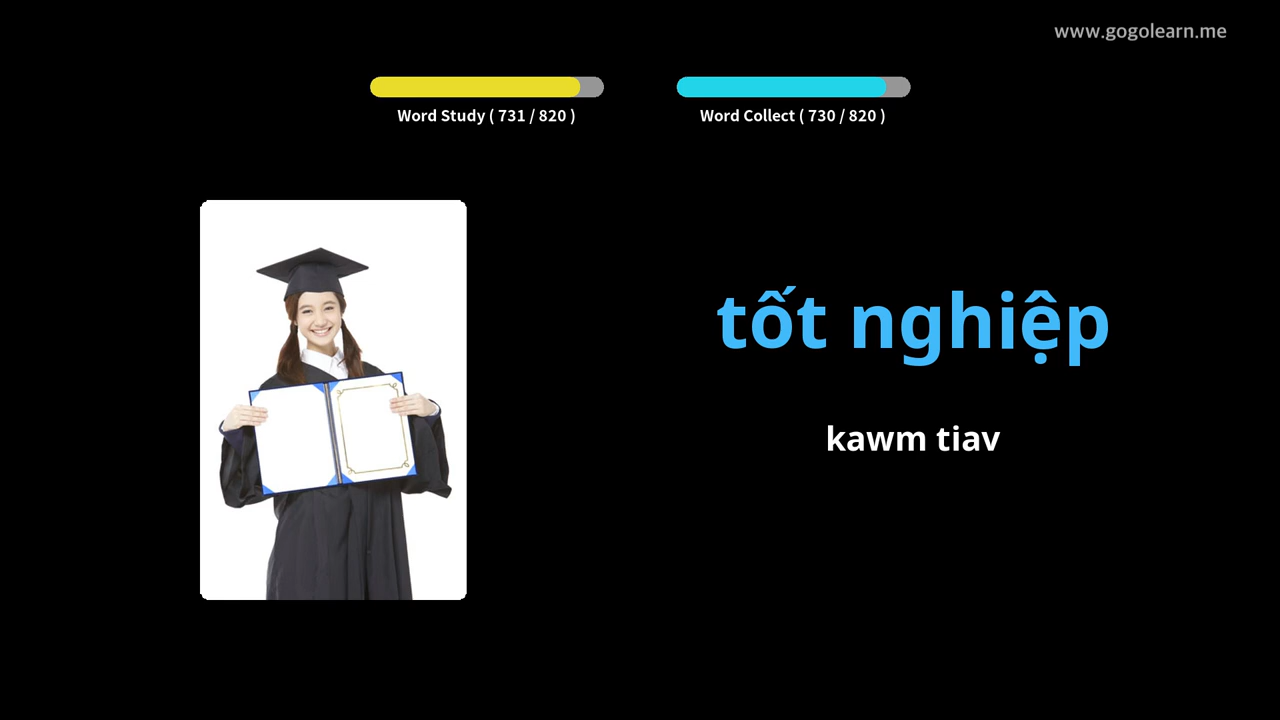 www.gogolearn.me
Word Study ( 731 / 820 )
Word Collect ( 730 / 820 )
tốt nghiệp
kawm tiav